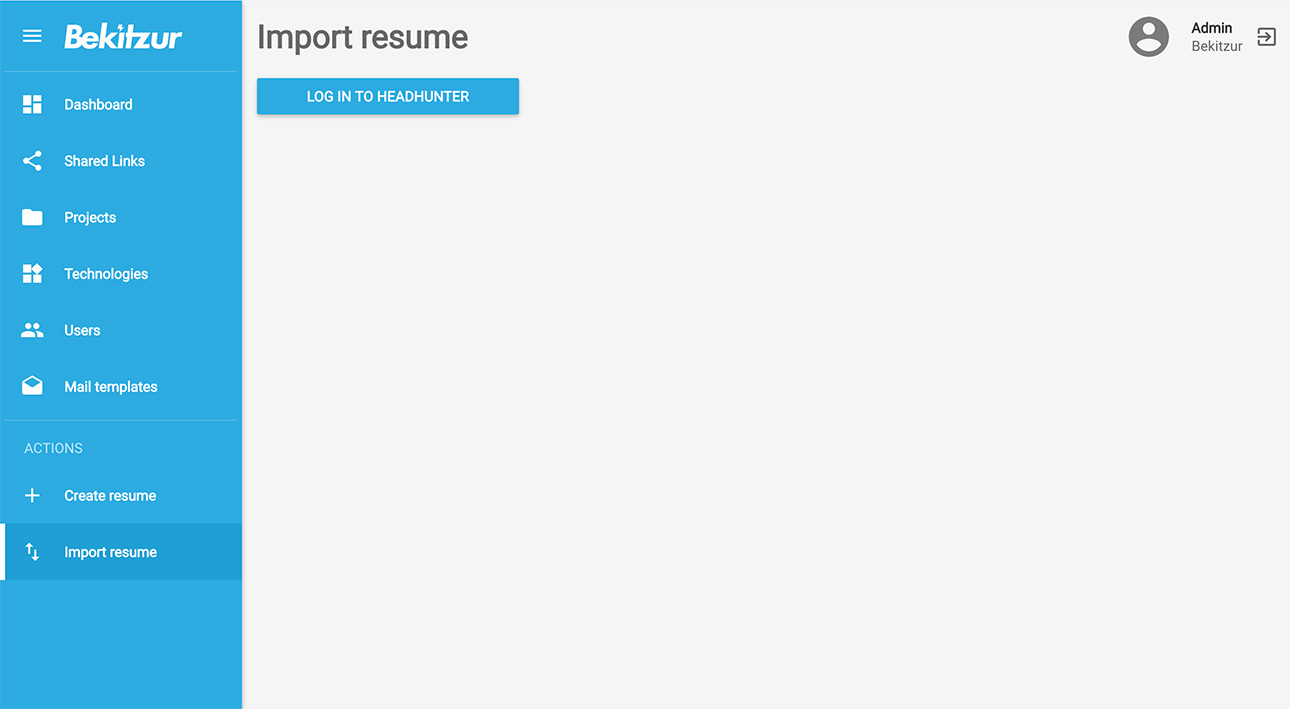 Bekitzur
Dashboard
Shared Links
Projects
Technologies
Users
Mail templates
ACTIONS
Create resume
Import resume
Import resume
LOG IN TO HEADHUNTER
Admin
Bekitzur